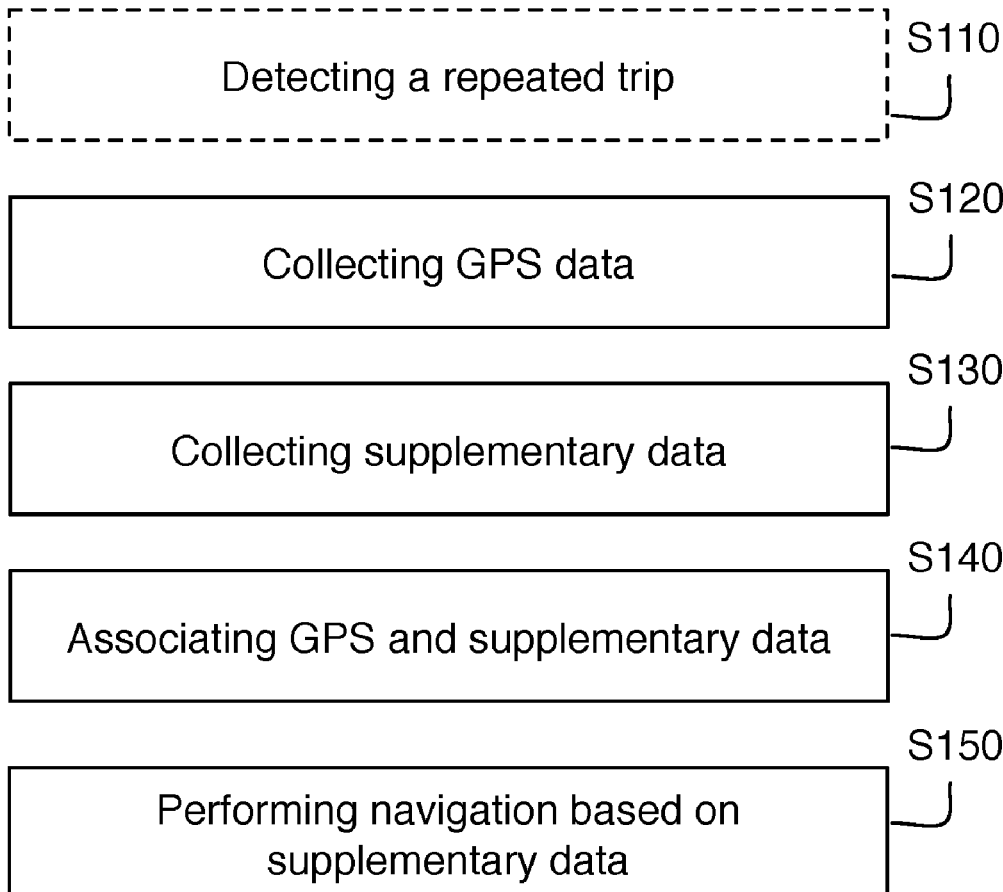 S110
Detecting a repeated trip
S120
Collecting GPS data
S130
Collecting supplementary data
S140
Associating GPS and supplementary data
S150
Performing navigation based on
supplementary data